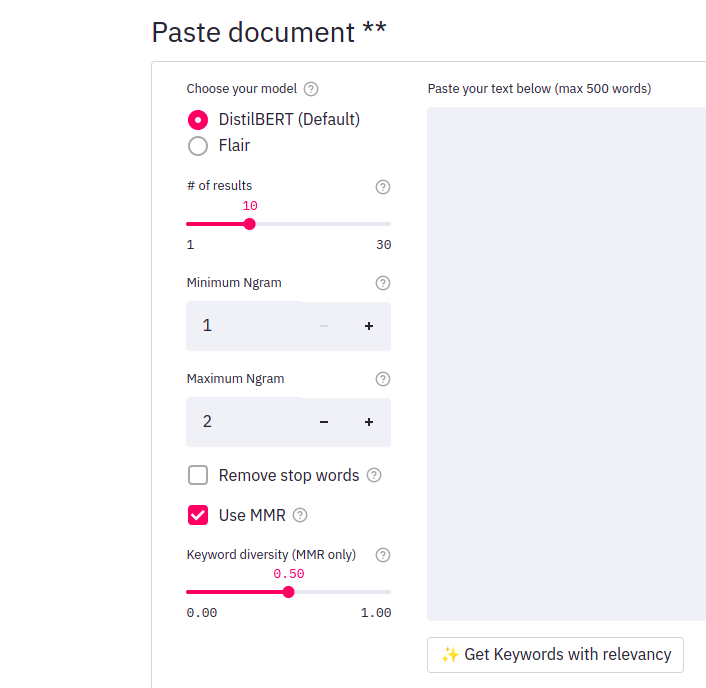 Paste document **
Choose your model
DistilBERT (Default)
Flair
# of results
10
1 30
Minimum Ngram
1 − +
Maximum Ngram
2 − +
Remove stop words
Use MMR
Keyword diversity (MMR only)
0.50
0.00 1.00
Paste your text below (max 500 words)
✨ Get Keywords with relevancy